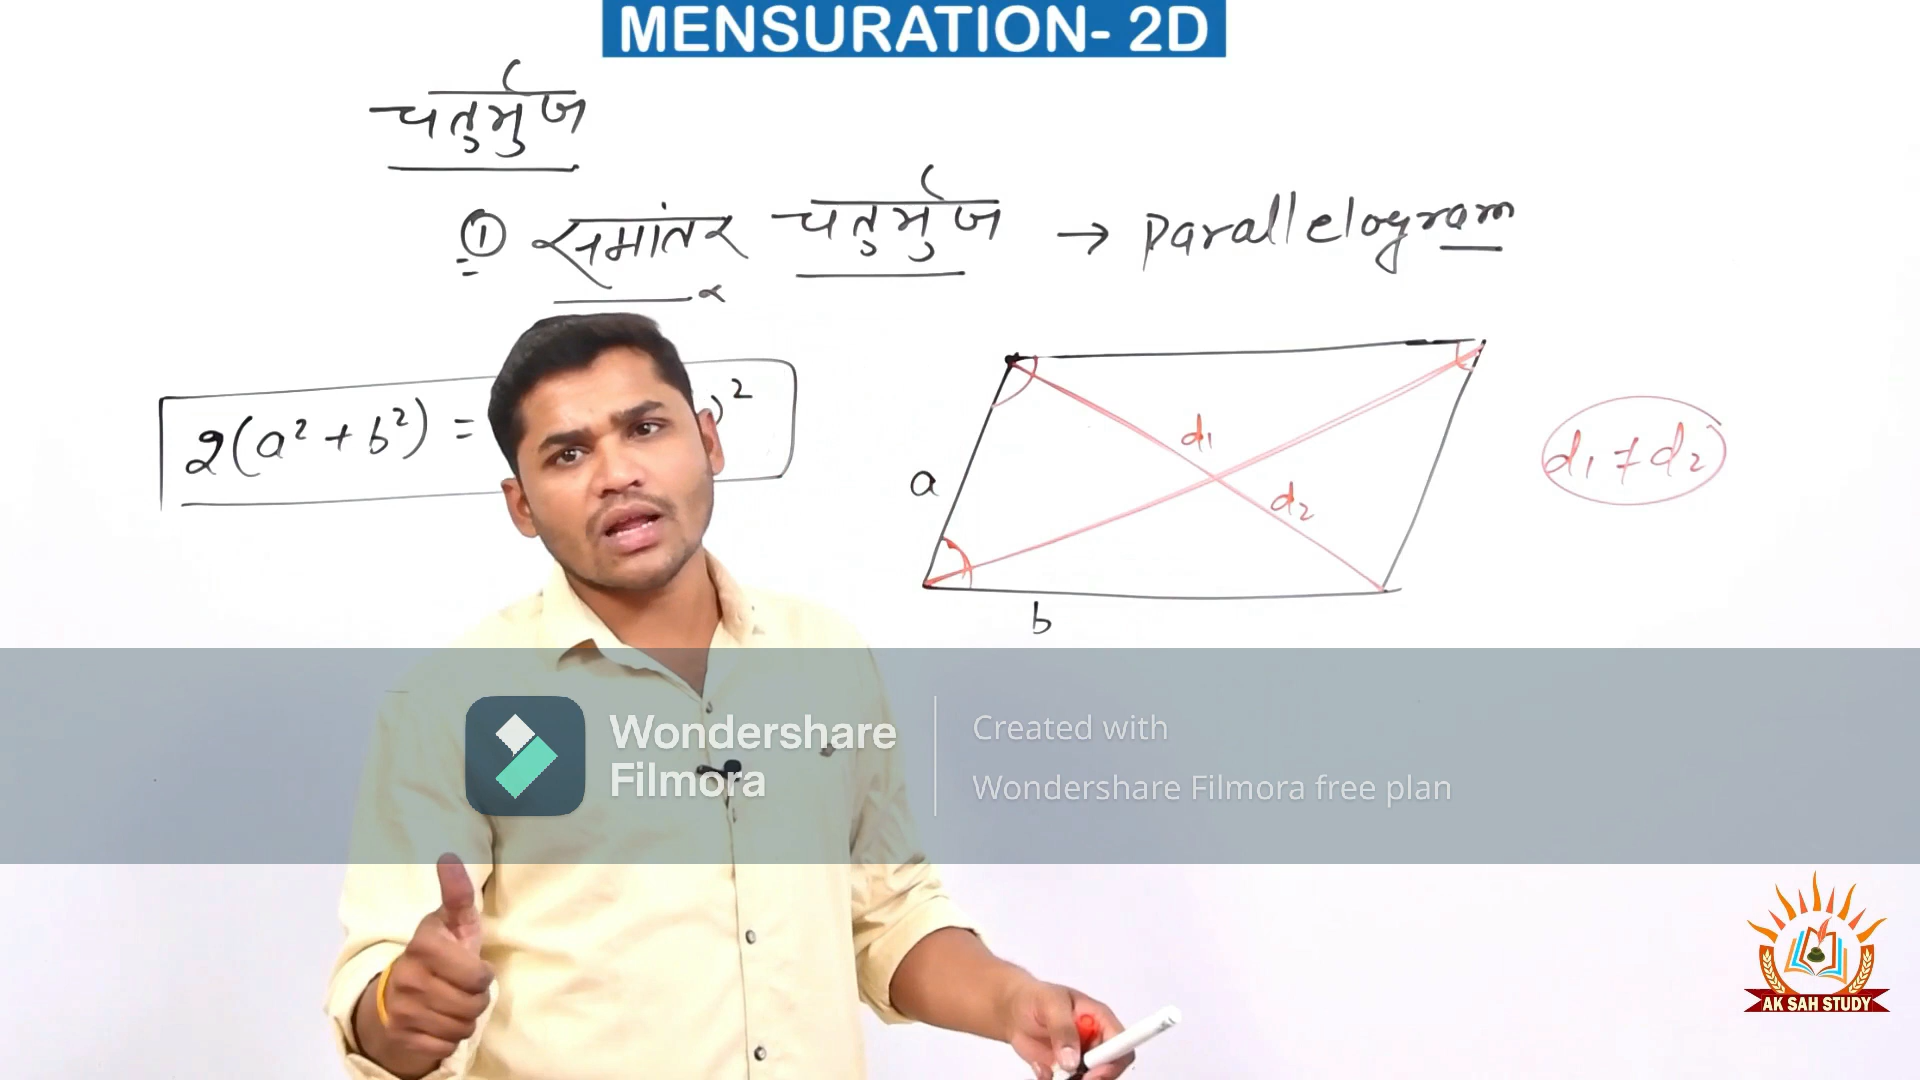 MENSURATION- 2D
चतुर्भुज
① समांतर चतुर्भुज → parallelogram
2(a² + b²) = )²
d₁
d₁ ≠ d₂
a
d₂
b
Wondershare Filmora
Created with
Wondershare Filmora free plan
AK SAH STUDY